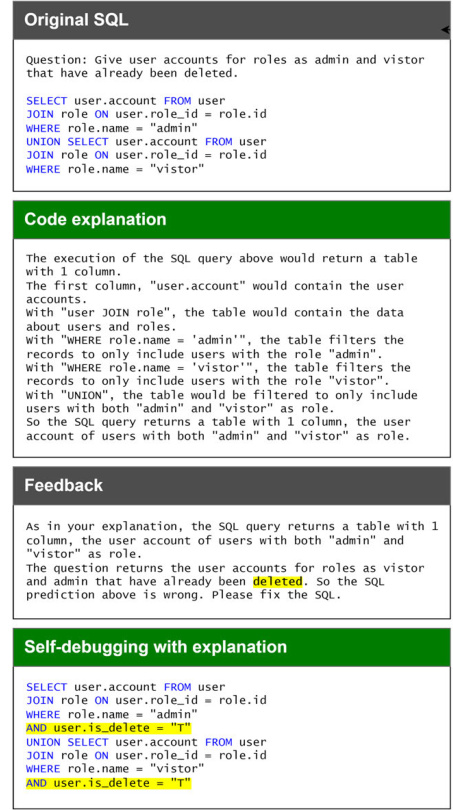 Original SQL
Question: Give user accounts for roles as admin and vistor
that have already been deleted.
SELECT user.account FROM user
JOIN role ON user.role_id = role.id
WHERE role.name = "admin"
UNION SELECT user.account FROM user
JOIN role ON user.role_id = role.id
WHERE role.name = "vistor"
Code explanation
The execution of the SQL query above would return a table
with 1 column.
The first column, "user.account" would contain the user
accounts.
With "user JOIN role", the table would contain the data
about users and roles.
With "WHERE role.name = 'admin'", the table filters the
records to only include users with the role "admin".
With "WHERE role.name = 'vistor'", the table filters the
records to only include users with the role "vistor".
With "UNION", the table would be filtered to only include
users with both "admin" and "vistor" as role.
So the SQL query returns a table with 1 column, the user
account of users with both "admin" and "vistor" as role.
Feedback
As in your explanation, the SQL query returns a table with 1
column, the user account of users with both "admin" and
"vistor" as role.
The question returns the user accounts for roles as vistor
and admin that have already been deleted. So the SQL
prediction above is wrong. Please fix the SQL.
Self-debugging with explanation
SELECT user.account FROM user
JOIN role ON user.role_id = role.id
WHERE role.name = "admin"
AND user.is_delete = "T"
UNION SELECT user.account FROM user
JOIN role ON user.role_id = role.id
WHERE role.name = "vistor"
AND user.is_delete = "T"